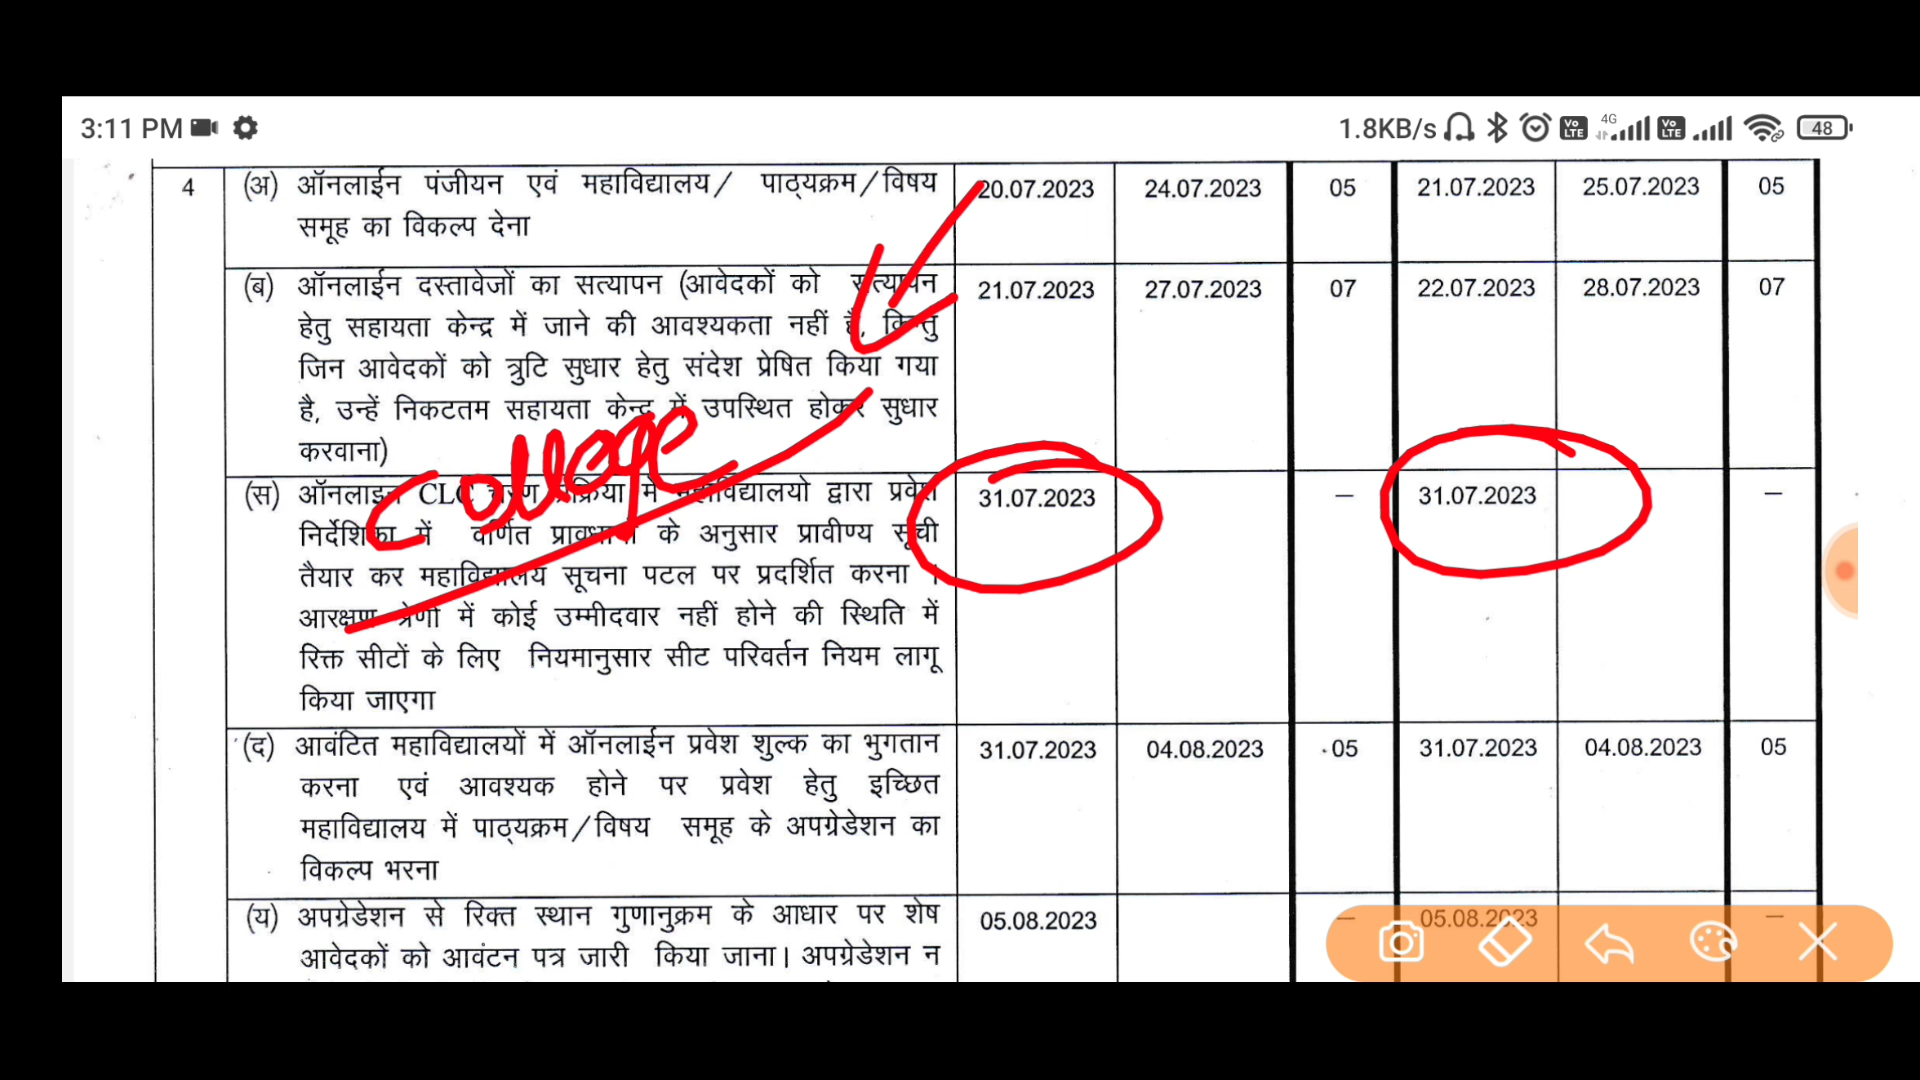 3:11 PM 1.8KB/s Vo LTE 4G Vo LTE 48
4 (अ) ऑनलाईन पंजीयन एवं महाविद्यालय/ पाठ्यक्रम/विषय 20.07.2023 24.07.2023 05 21.07.2023 25.07.2023 05
समूह का विकल्प देना
(ब) ऑनलाईन दस्तावेजों का सत्यापन (आवेदकों को सत्यापन 21.07.2023 27.07.2023 07 22.07.2023 28.07.2023 07
हेतु सहायता केन्द्र में जाने की आवश्यकता नहीं है, किन्तु
जिन आवेदकों को त्रुटि सुधार हेतु संदेश प्रेषित किया गया
है, उन्हें निकटतम सहायता केन्द्र में उपस्थित होकर सुधार
करवाना)
College
(स) ऑनलाइन CLC चरण प्रक्रिया में महाविद्यालयो द्वारा प्रवेश 31.07.2023 – 31.07.2023 –
निर्देशिका में वर्णित प्रावधानों के अनुसार प्रावीण्य सूची
तैयार कर महाविद्यालय सूचना पटल पर प्रदर्शित करना ।
आरक्षण श्रेणी में कोई उम्मीदवार नहीं होने की स्थिति में
रिक्त सीटों के लिए नियमानुसार सीट परिवर्तन नियम लागू
किया जाएगा
(द) आवंटित महाविद्यालयों में ऑनलाईन प्रवेश शुल्क का भुगतान 31.07.2023 04.08.2023 05 31.07.2023 04.08.2023 05
करना एवं आवश्यक होने पर प्रवेश हेतु इच्छित
महाविद्यालय में पाठ्यक्रम/विषय समूह के अपग्रेडेशन का
विकल्प भरना
(य) अपग्रेडेशन से रिक्त स्थान गुणानुक्रम के आधार पर शेष 05.08.2023 – 05.08.2023 –
आवेदकों को आवंटन पत्र जारी किया जाना। अपग्रेडेशन न